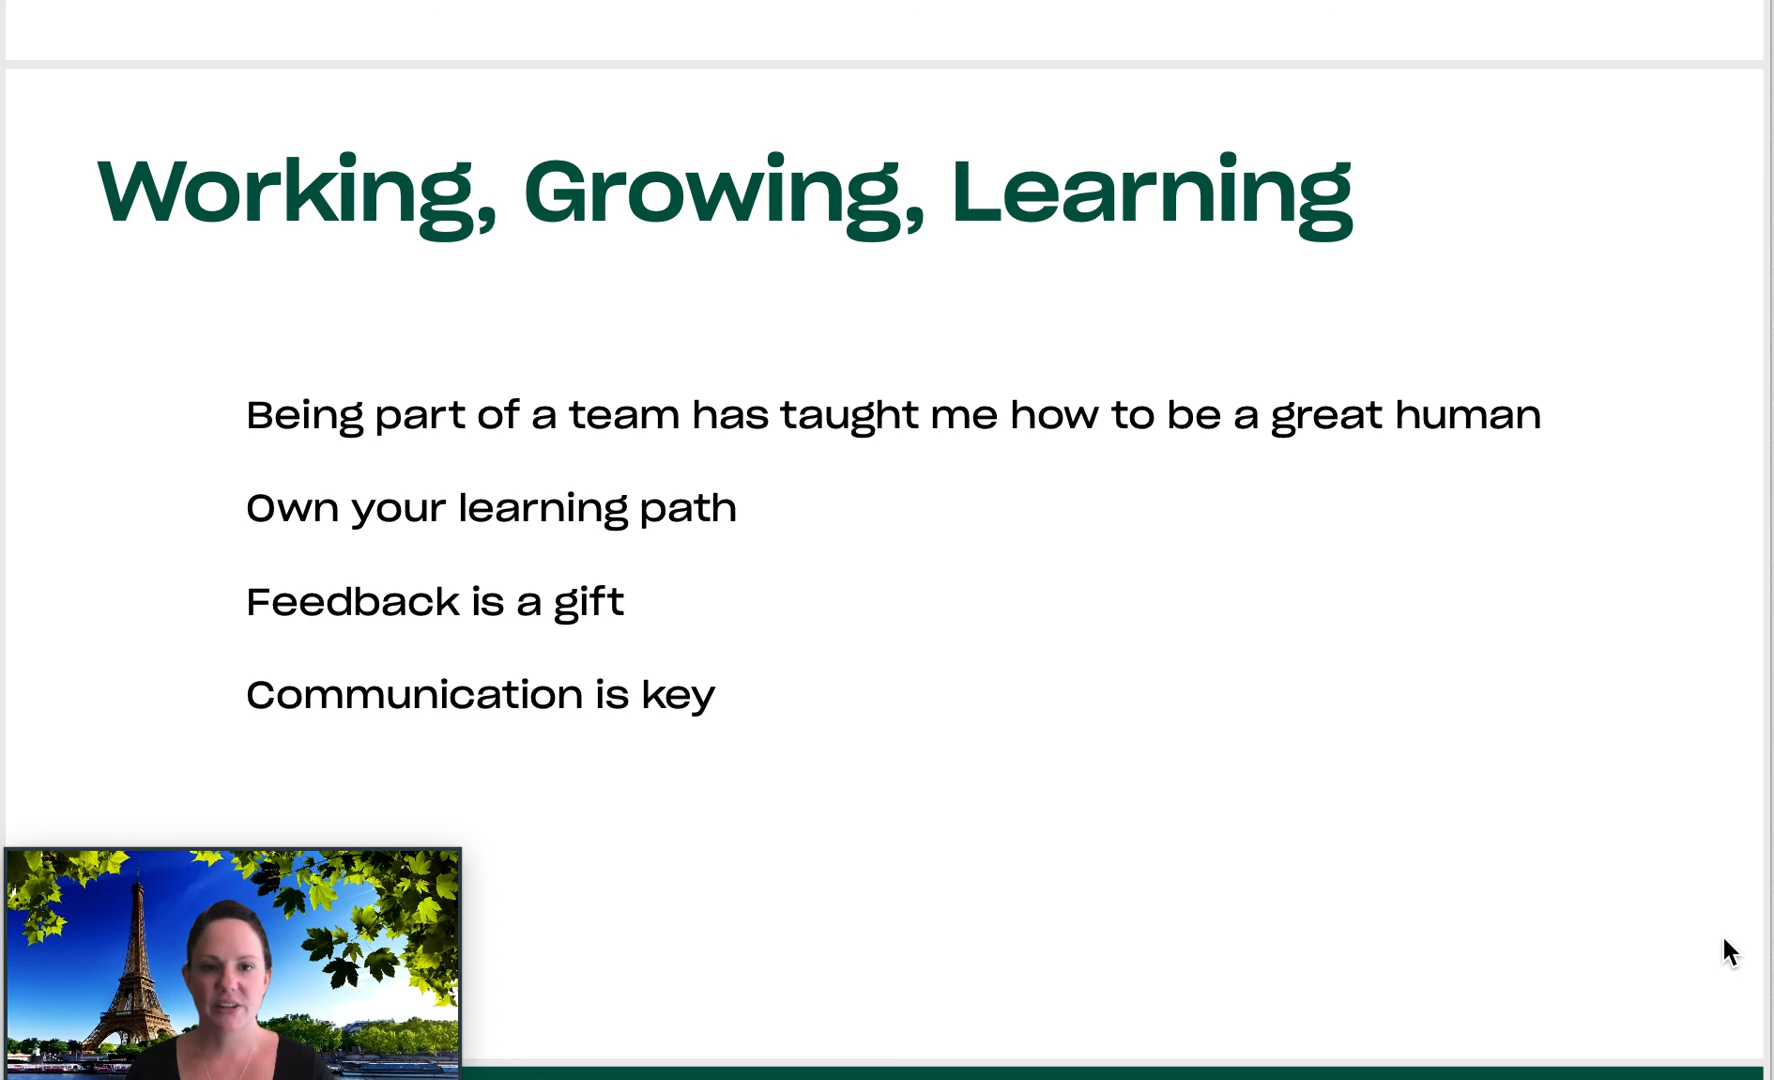 Working, Growing, Learning
Being part of a team has taught me how to be a great human
Own your learning path
Feedback is a gift
Communication is key